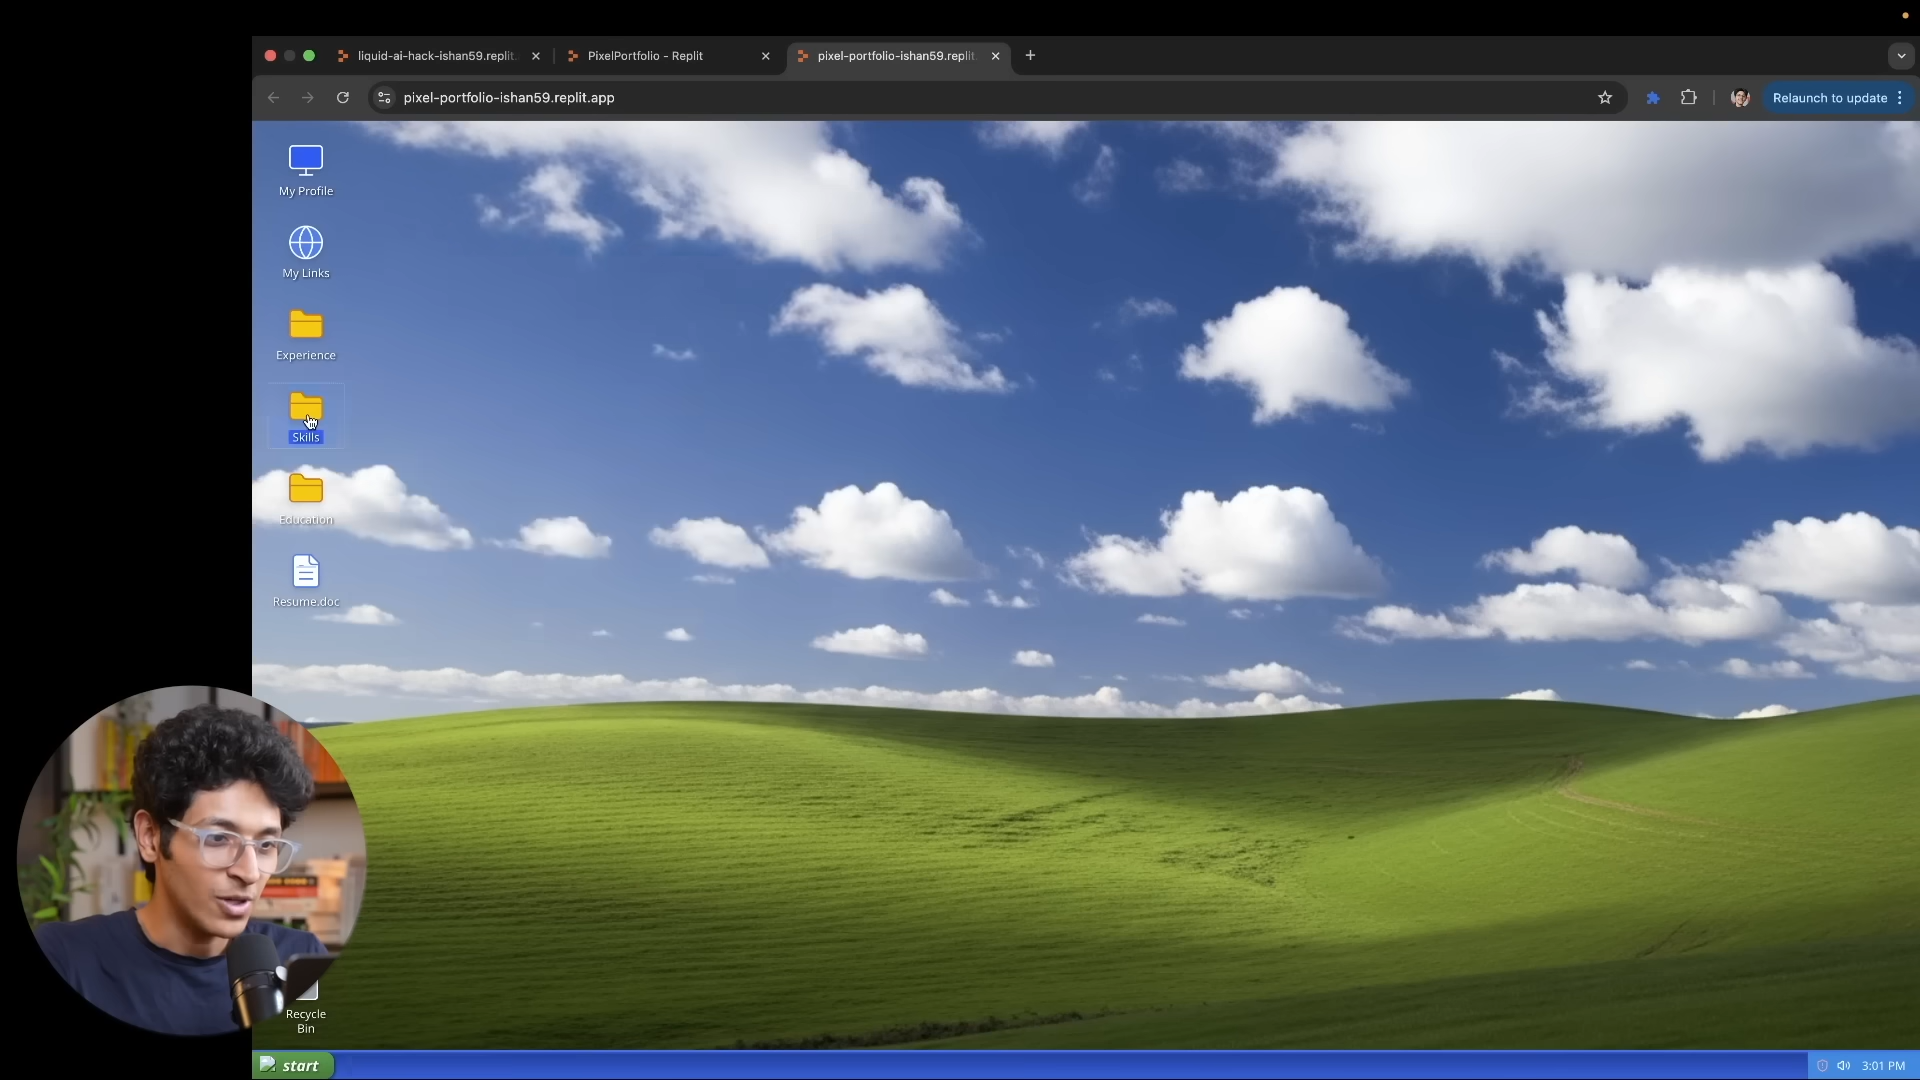 liquid-ai-hack-ishan59.replit.
PixelPortfolio - Replit
pixel-portfolio-ishan59.replit.
pixel-portfolio-ishan59.replit.app
Relaunch to update
My Profile
My Links
Experience
Skills
Education
Resume.doc
Recycle
Bin
start
3:01 PM